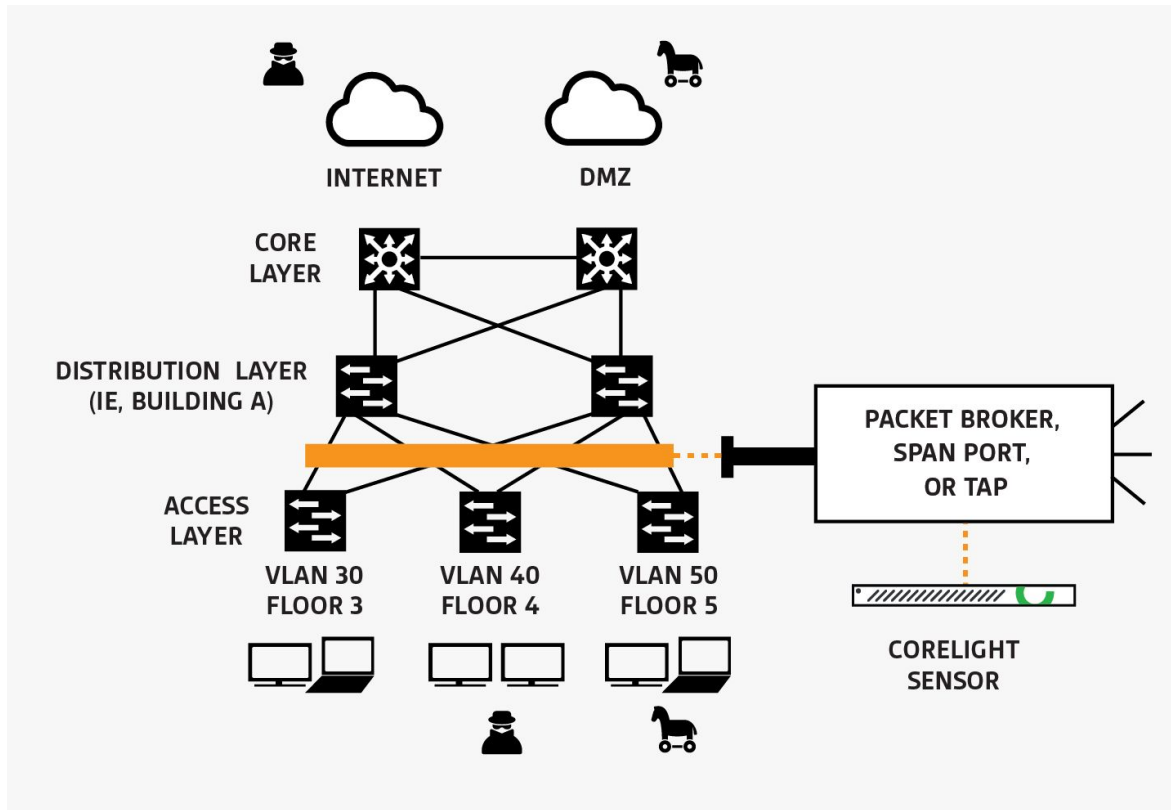 INTERNET
DMZ
CORE
LAYER
DISTRIBUTION LAYER
(IE, BUILDING A)
PACKET BROKER,
SPAN PORT,
OR TAP
ACCESS
LAYER
VLAN 30
FLOOR 3
VLAN 40
FLOOR 4
VLAN 50
FLOOR 5
CORELIGHT
SENSOR